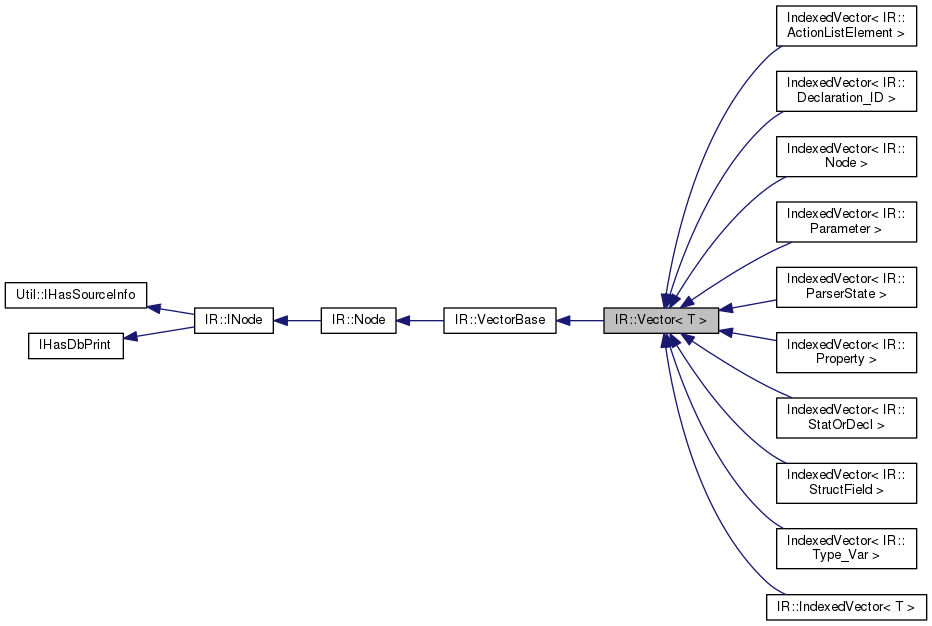 Util::IHasSourceInfo
IHasDbPrint
IR::INode
IR::Node
IR::VectorBase
IR::Vector< T >
IndexedVector< IR::
ActionListElement >
IndexedVector< IR::
Declaration_ID >
IndexedVector< IR::
Node >
IndexedVector< IR::
Parameter >
IndexedVector< IR::
ParserState >
IndexedVector< IR::
Property >
IndexedVector< IR::
StatOrDecl >
IndexedVector< IR::
StructField >
IndexedVector< IR::
Type_Var >
IR::IndexedVector< T >